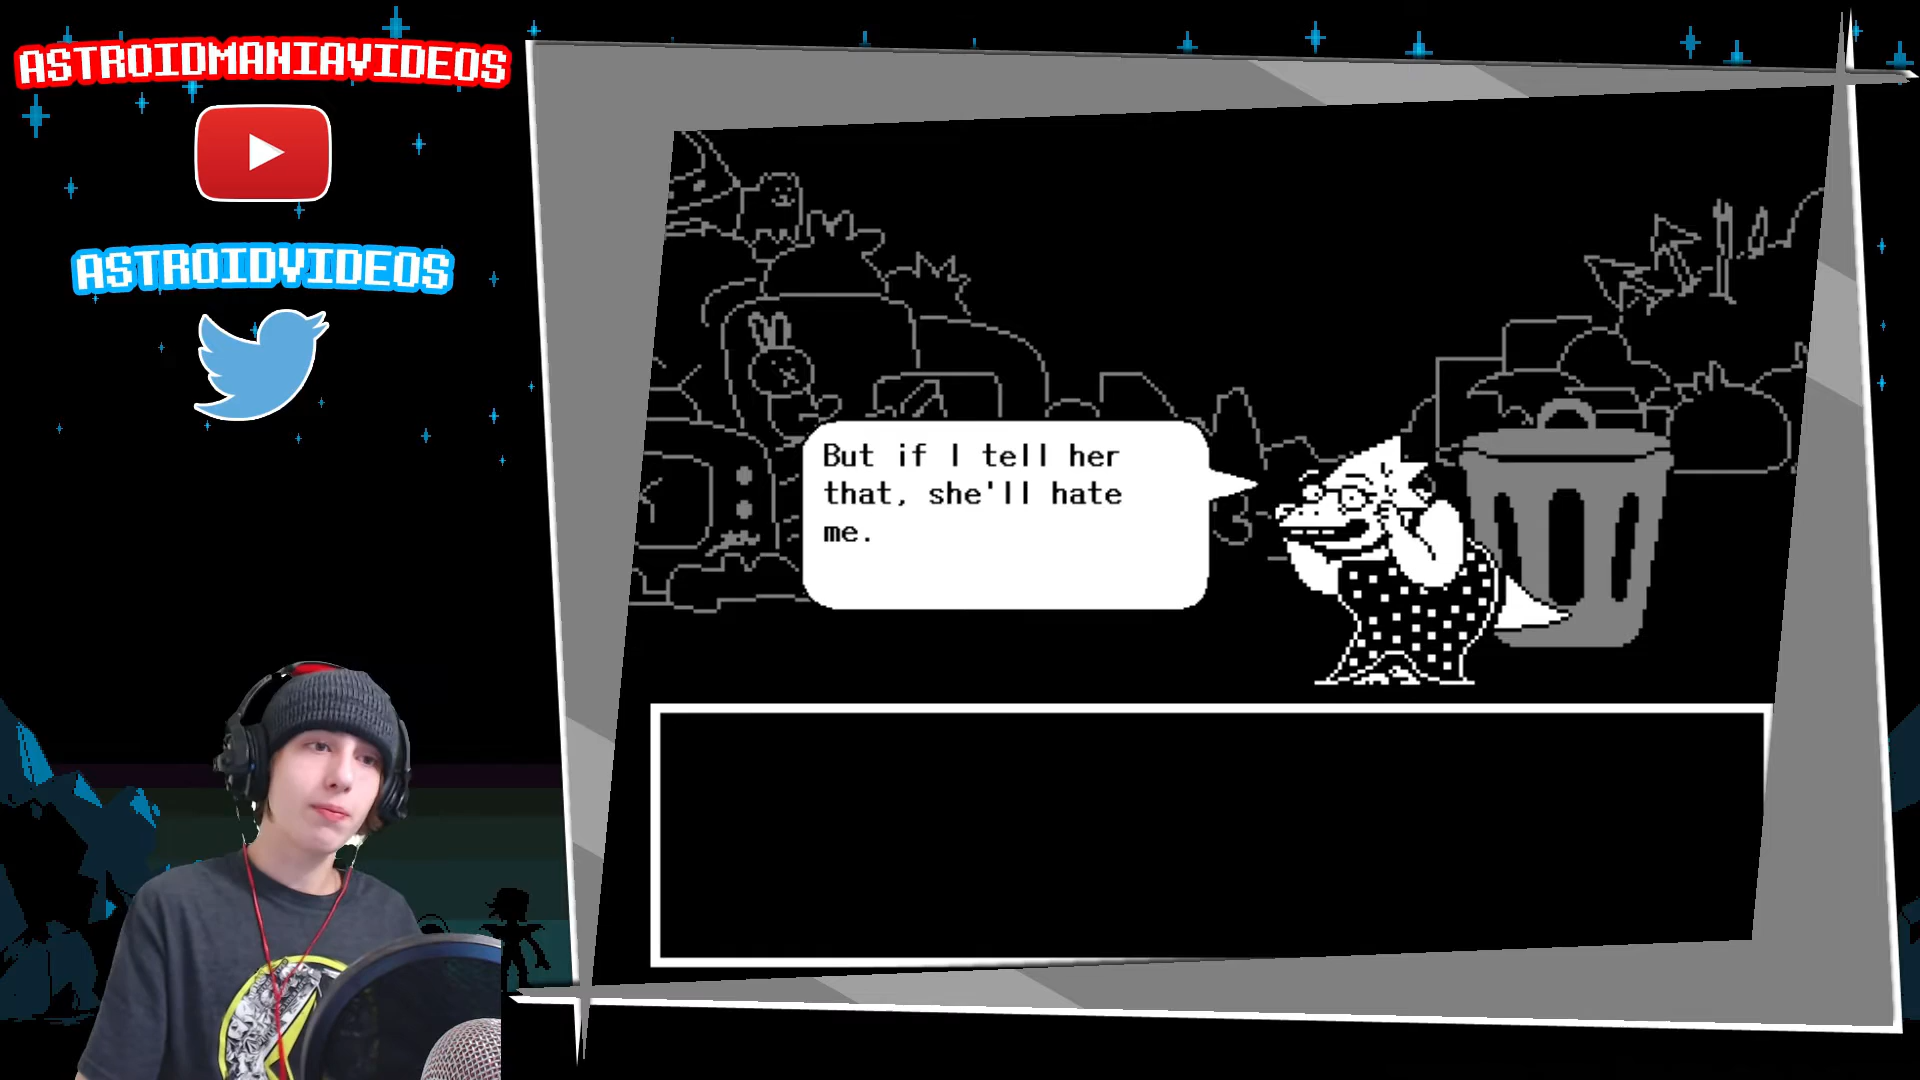 ASTROIDMANIAVIDEOS
ASTROIDVIDEOS
But if I tell her
that, she'll hate
me.